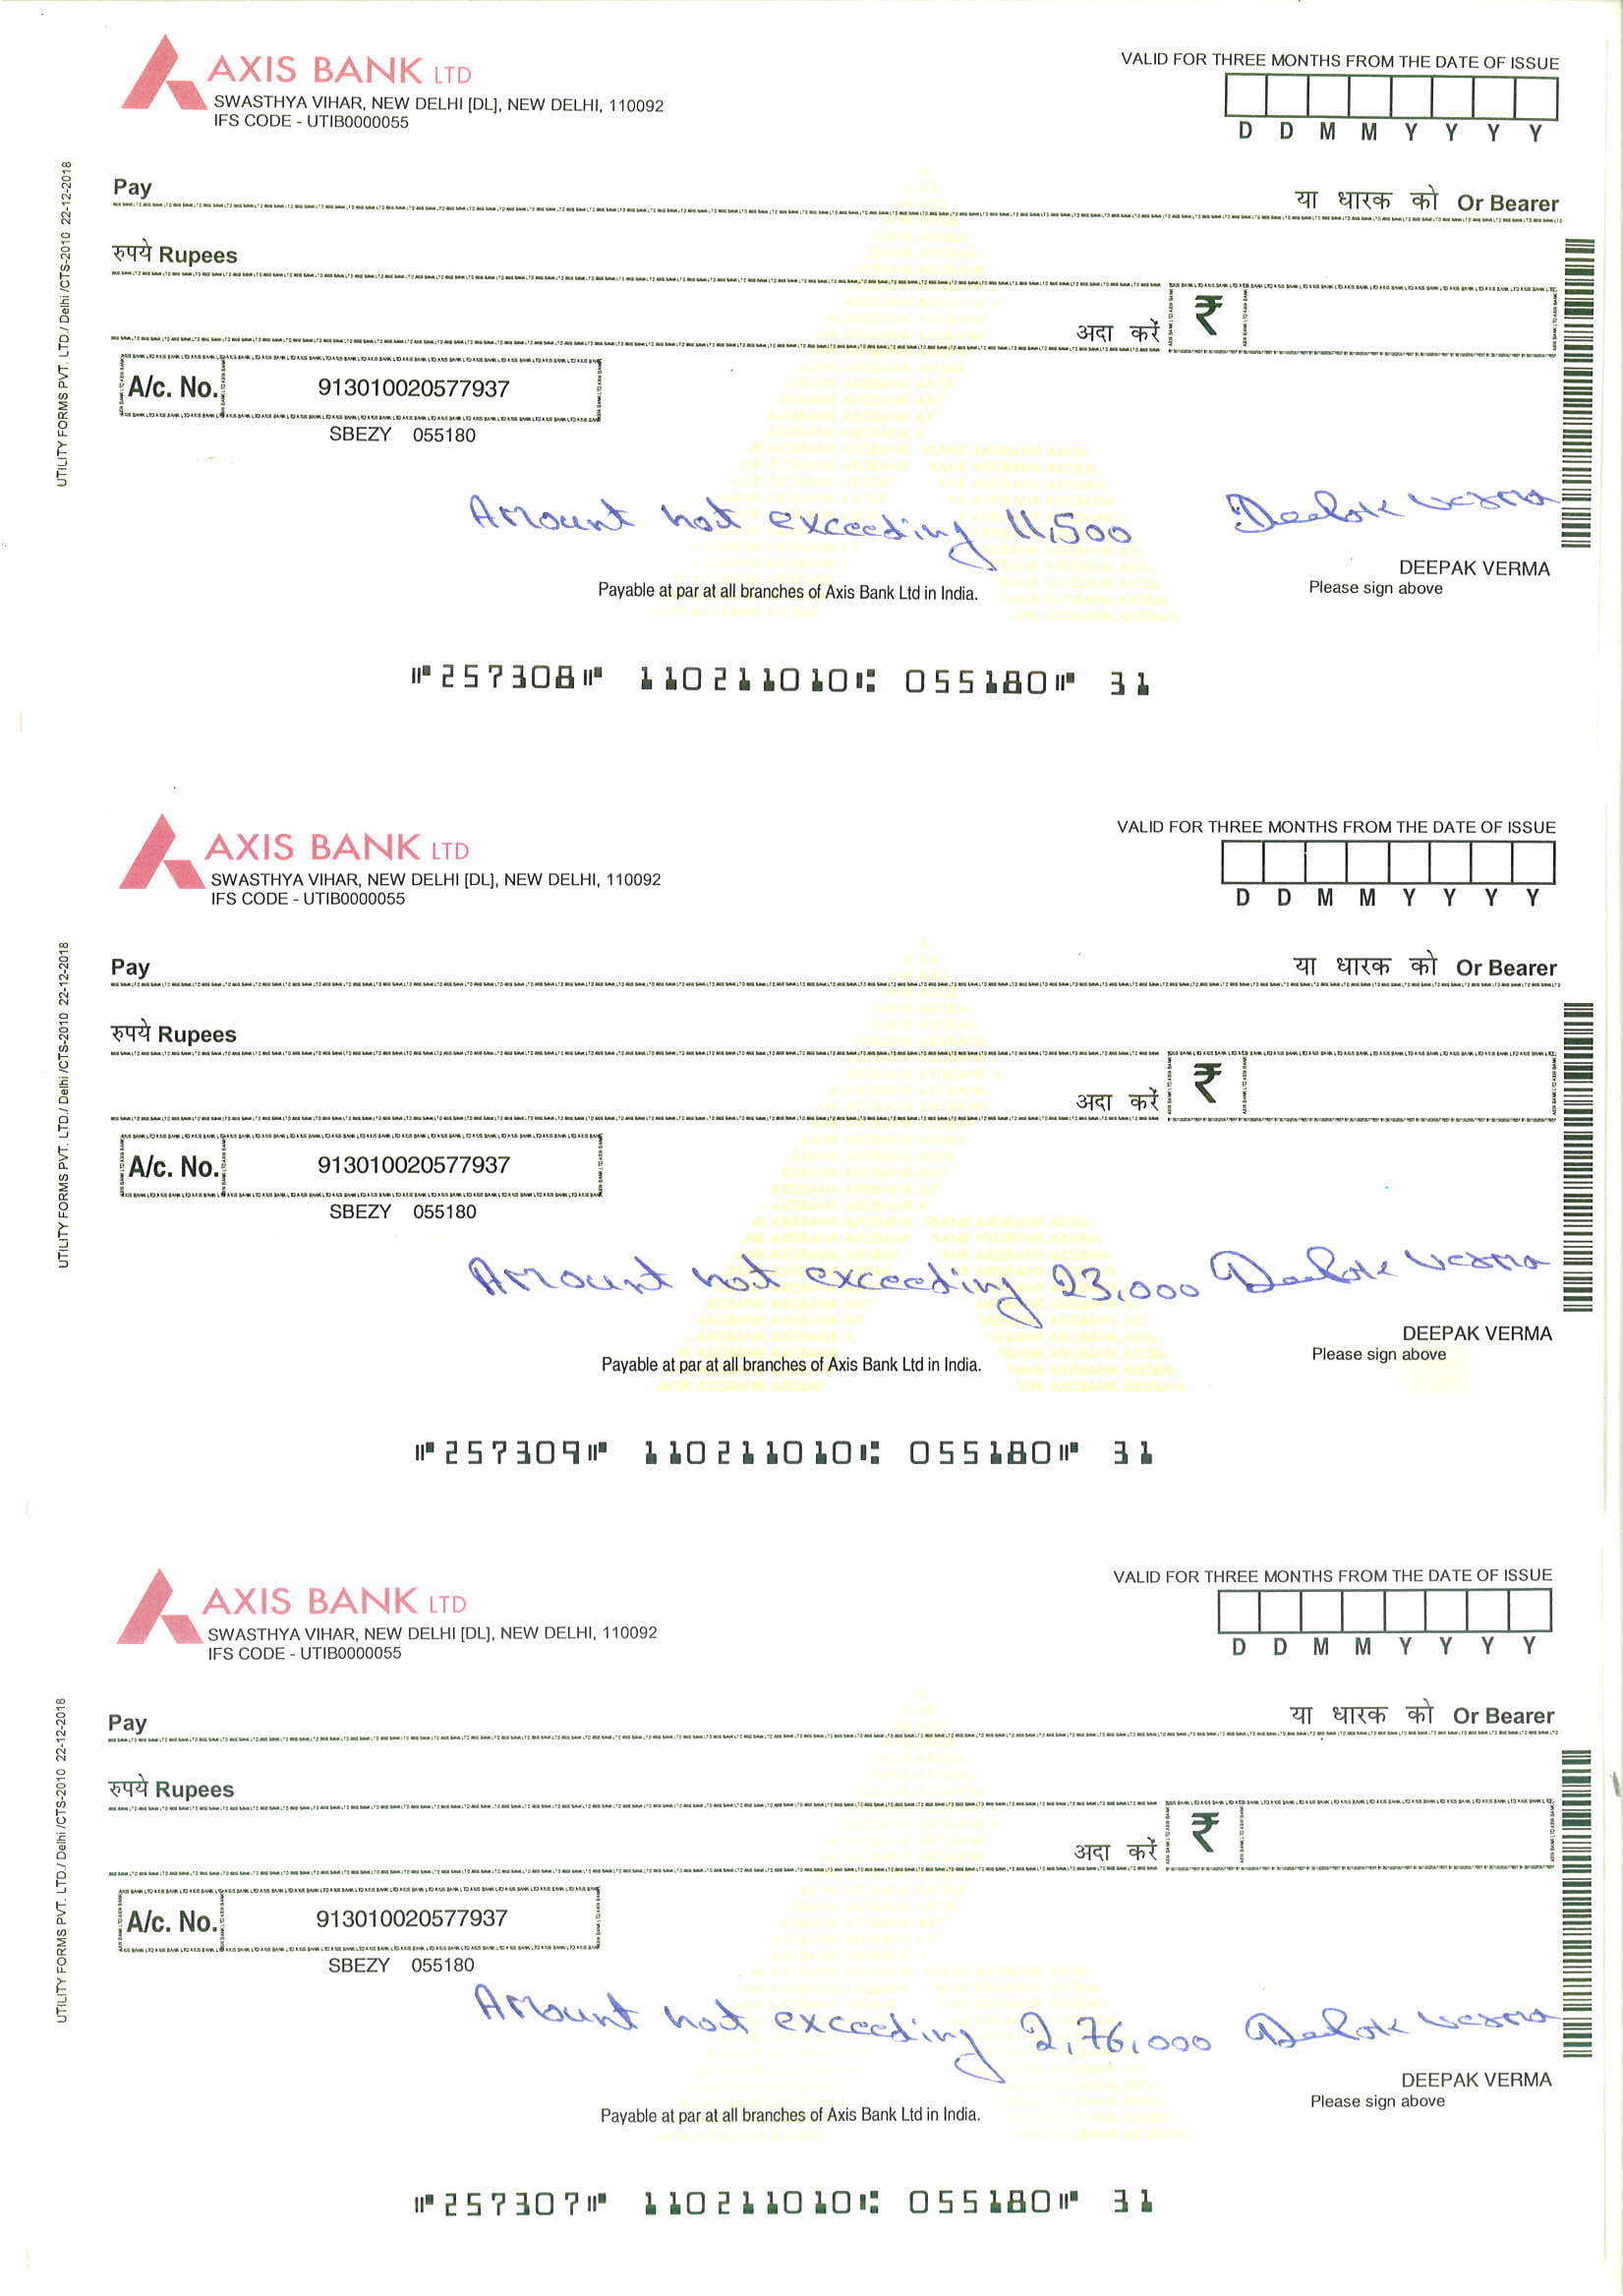 AXIS BANK LTD
SWASTHYA VIHAR, NEW DELHI [DL], NEW DELHI, 110092
IFS CODE - UTIB0000055
VALID FOR THREE MONTHS FROM THE DATE OF ISSUE
D D M M Y Y Y Y
UTILITY FORMS PVT. LTD./ Delhi /CTS-2010 22-12-2018
Pay
या धारक को Or Bearer
रुपये Rupees
अदा करें ₹
A/c. No. 913010020577937
SBEZY 055180
Amount not exceeding 11,500 Deepak Verma
DEEPAK VERMA
Please sign above
Payable at par at all branches of Axis Bank Ltd in India.
⑈257308⑈ 110211010⑆ 055180⑈ 31
AXIS BANK LTD
SWASTHYA VIHAR, NEW DELHI [DL], NEW DELHI, 110092
IFS CODE - UTIB0000055
VALID FOR THREE MONTHS FROM THE DATE OF ISSUE
D D M M Y Y Y Y
UTILITY FORMS PVT. LTD./ Delhi /CTS-2010 22-12-2018
Pay
या धारक को Or Bearer
रुपये Rupees
अदा करें ₹
A/c. No. 913010020577937
SBEZY 055180
Amount not exceeding 23,000 Deepak Verma
DEEPAK VERMA
Please sign above
Payable at par at all branches of Axis Bank Ltd in India.
⑈257309⑈ 110211010⑆ 055180⑈ 31
AXIS BANK LTD
SWASTHYA VIHAR, NEW DELHI [DL], NEW DELHI, 110092
IFS CODE - UTIB0000055
VALID FOR THREE MONTHS FROM THE DATE OF ISSUE
D D M M Y Y Y Y
UTILITY FORMS PVT. LTD./ Delhi /CTS-2010 22-12-2018
Pay
या धारक को Or Bearer
रुपये Rupees
अदा करें ₹
A/c. No. 913010020577937
SBEZY 055180
Amount not exceeding 2,76,000 Deepak Verma
DEEPAK VERMA
Please sign above
Payable at par at all branches of Axis Bank Ltd in India.
⑈257307⑈ 110211010⑆ 055180⑈ 31